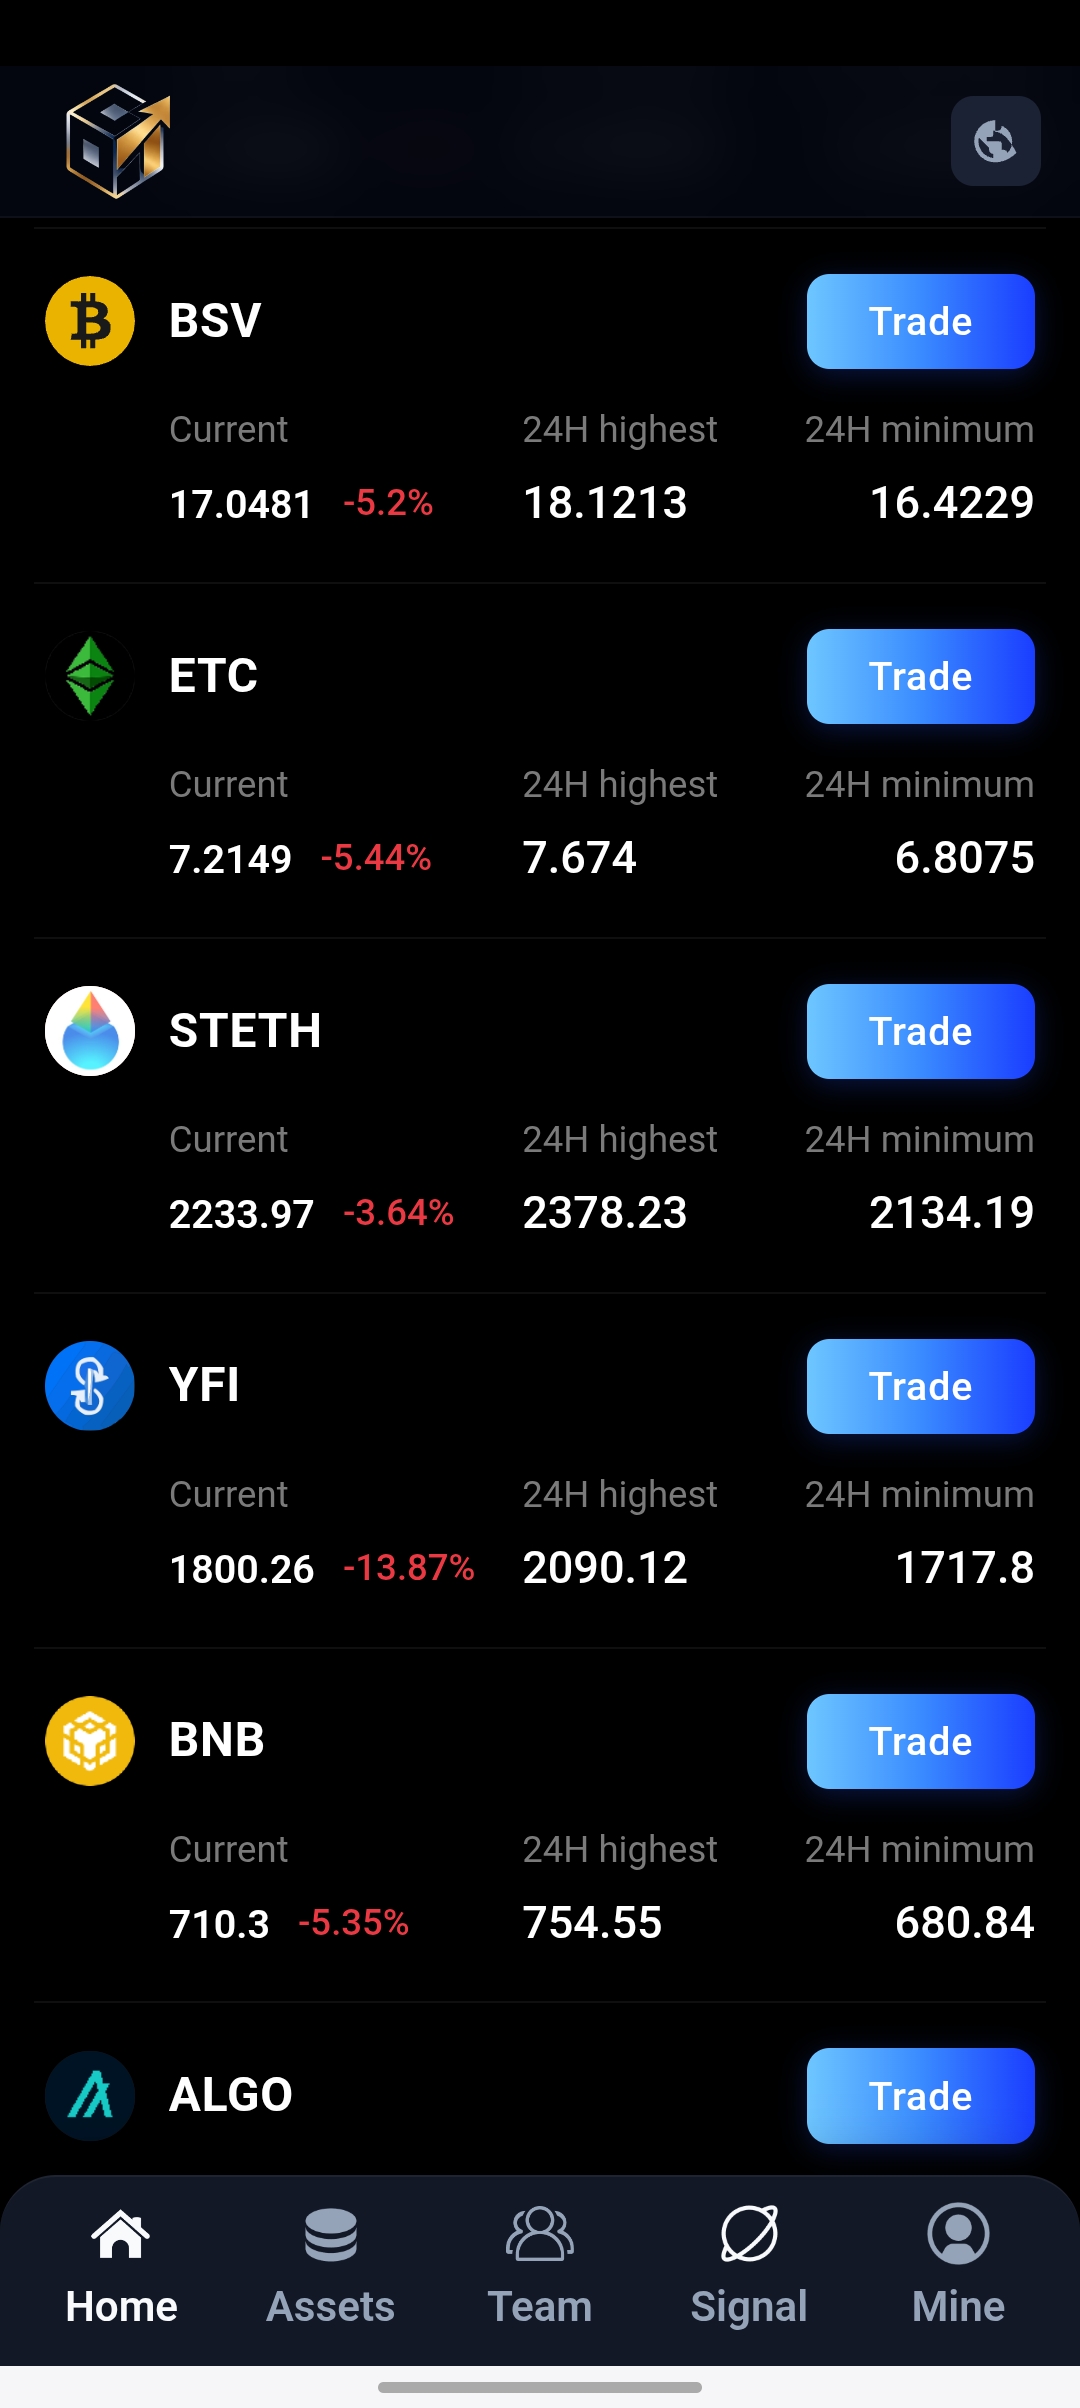 BSV Trade
Current 24H highest 24H minimum
17.0481 -5.2% 18.1213 16.4229
ETC Trade
Current 24H highest 24H minimum
7.2149 -5.44% 7.674 6.8075
STETH Trade
Current 24H highest 24H minimum
2233.97 -3.64% 2378.23 2134.19
YFI Trade
Current 24H highest 24H minimum
1800.26 -13.87% 2090.12 1717.8
BNB Trade
Current 24H highest 24H minimum
710.3 -5.35% 754.55 680.84
ALGO Trade
Home Assets Team Signal Mine